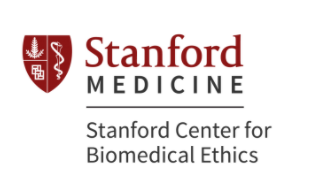 Stanford
MEDICINE
Stanford Center for
Biomedical Ethics